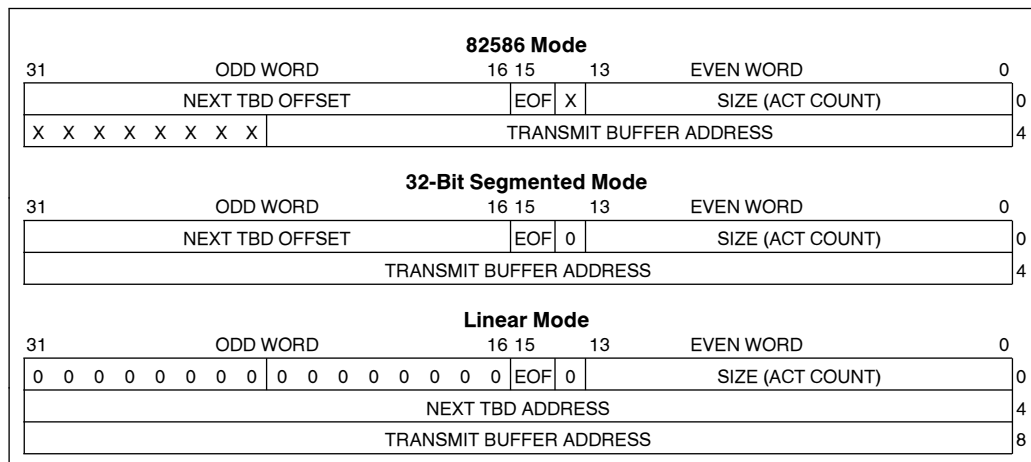 82586 Mode
31 ODD WORD 16 15 13 EVEN WORD 0
NEXT TBD OFFSET EOF X SIZE (ACT COUNT) 0
X X X X X X X X TRANSMIT BUFFER ADDRESS 4
32-Bit Segmented Mode
31 ODD WORD 16 15 13 EVEN WORD 0
NEXT TBD OFFSET EOF 0 SIZE (ACT COUNT) 0
TRANSMIT BUFFER ADDRESS 4
Linear Mode
31 ODD WORD 16 15 13 EVEN WORD 0
0 0 0 0 0 0 0 0 0 0 0 0 0 0 0 0 EOF 0 SIZE (ACT COUNT) 0
NEXT TBD ADDRESS 4
TRANSMIT BUFFER ADDRESS 8